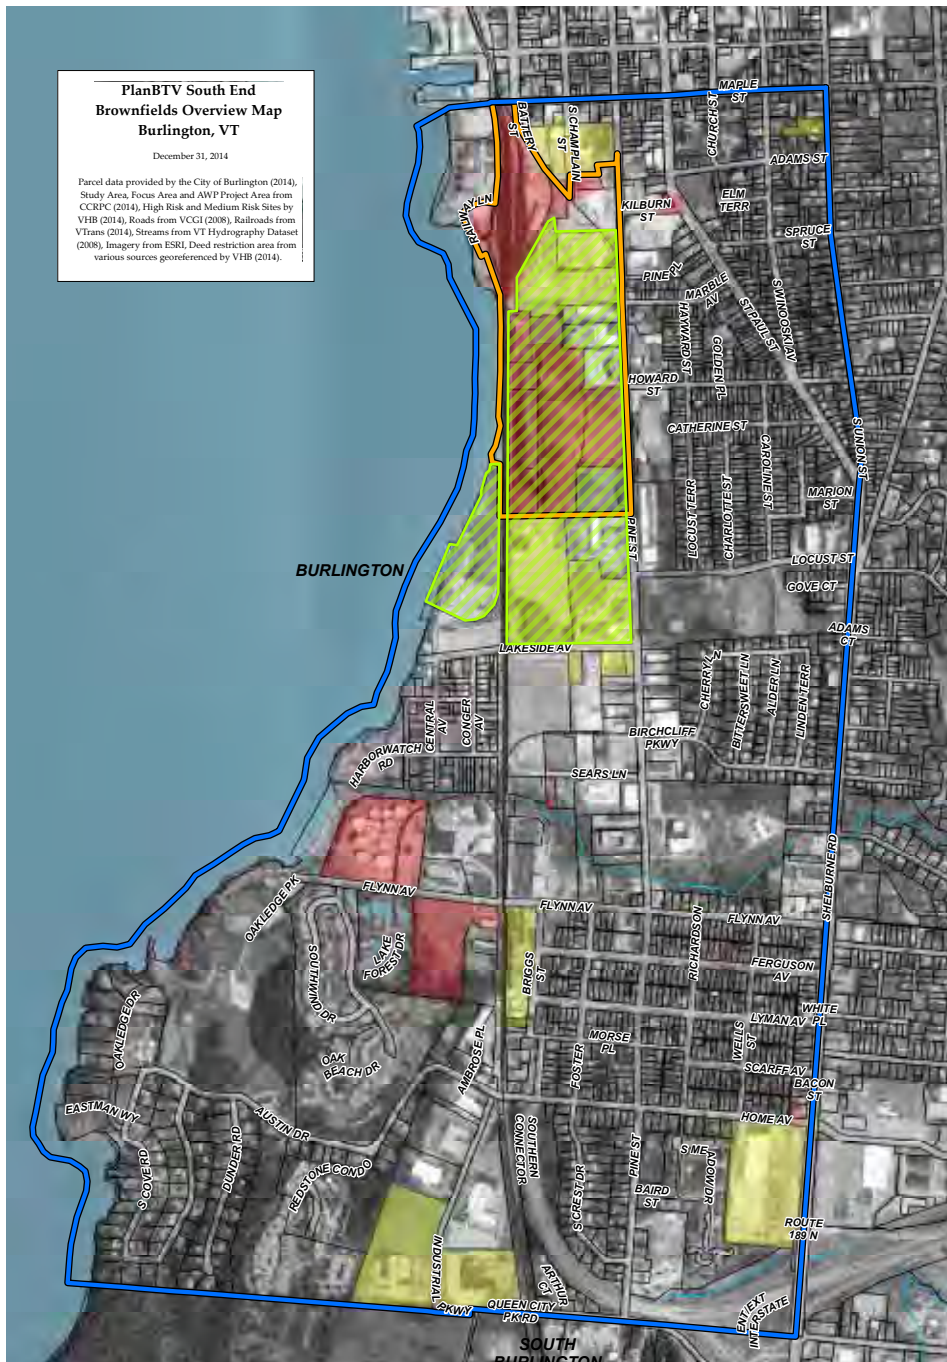 PlanBTV South End
Brownfields Overview Map
Burlington, VT
December 31, 2014
Parcel data provided by the City of Burlington (2014),
Study Area, Focus Area and AWP Project Area from
CCRPC (2014), High Risk and Medium Risk Sites by
VHB (2014), Roads from VCGI (2008), Railroads from
VTrans (2014), Streams from VT Hydrography Dataset
(2008), Imagery from ESRI, Deed restriction area from
various sources georeferenced by VHB (2014).
MAPLE
ST
BATTERY
ST
S CHAMPLAIN
ST
CHURCH ST
ADAMS ST
RAILWAY LN
KILBURN
ST
ELM
TERR
SPRUCE
ST
PINE PL
MARBLE
AV
S WINOOSKI AV
ST PAUL ST
HAYWARD ST
GOLDEN PL
HOWARD
ST
CATHERINE ST
S UNION ST
CAROLINE ST
LOCUST TERR
CHARLOTTE ST
MARION
ST
PINE ST
BURLINGTON
LOCUST ST
GOVE CT
ADAMS
CT
LAKESIDE AV
CHERRY LN
BITTERSWEET LN
ALDER LN
LINDEN TERR
CENTRAL
AV
CONGER
AV
BIRCHCLIFF
PKWY
HARBORWATCH
RD
SEARS LN
SHELBURNE RD
FLYNN AV
FLYNN AV
FLYNN AV
OAKLEDGE PK
LAKE
FOREST DR
SOUTHWIND DR
BRIGGS
ST
RICHARDSON
FERGUSON
AV
OAKLEDGE DR
WHITE
PL
LYMAN AV
WELLS
ST
MORSE
PL
FOSTER
OAK
BEACH DR
AMBROSE PL
SCARFF AV
BACON
ST
EASTMAN WY
AUSTIN DR
HOME AV
SOUTHERN
CONNECTOR
S COVE RD
DUNDER RD
REDSTONE CONDO
S CREST DR
PINE ST
S MEADOW DR
BAIRD
ST
ROUTE
189 N
INDUSTRIAL
PKWY
ARTHUR
CT
QUEEN CITY
PK RD
ENT/EXT
INTERSTATE
SOUTH
BURLINGTON